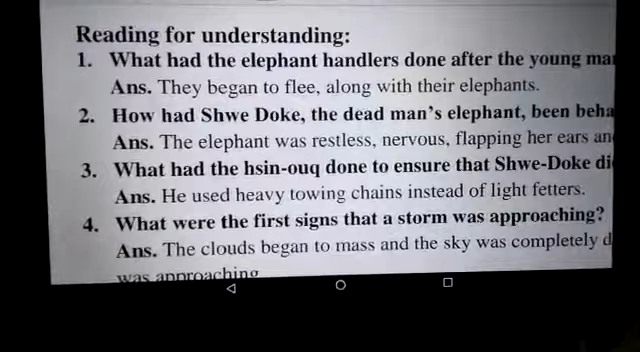 Reading for understanding:
1. What had the elephant handlers done after the young
Ans. They began to flee, along with their elephants.
2. How had Shwe Doke, the dead man's elephant, been
Ans. The elephant was restless, nervous, flapping her ears
3. What had the hsin-ouq done to ensure that Shwe-Doke
Ans. He used heavy towing chains instead of light fetters.
4. What were the first signs that a storm was approaching?
Ans. The clouds began to mass and the sky was completely
was approaching